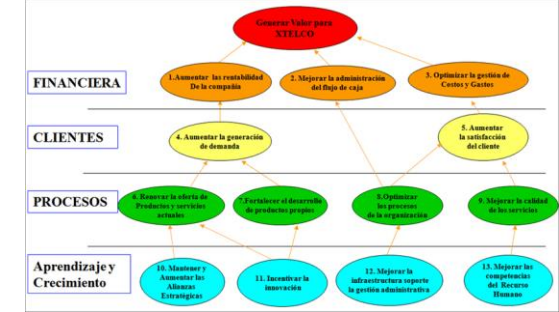 Generar Valor para
XTELCO
FINANCIERA
1.Aumentar las rentabilidad
De la compañía
2. Mejorar la administración
del flujo de caja
3. Optimizar la gestión de
Costos y Gastos
CLIENTES
4. Aumentar la generación
de demanda
5. Aumentar
la satisfacción
del cliente
PROCESOS
6. Renovar la oferta de
Productos y servicios
actuales
7.Fortalecer el desarrollo
de productos propios
8.Optimizar
los procesos
de la organización
9. Mejorar la calidad
de los servicios
Aprendizaje y
Crecimiento
10. Mantener y
Aumentar las
Alianzas
Estratégicas
11. Incentivar la
innovación
12. Mejorar la
infraestructura soporte
la gestión administrativa
13. Mejorar las
competencias
del Recurso
Humano